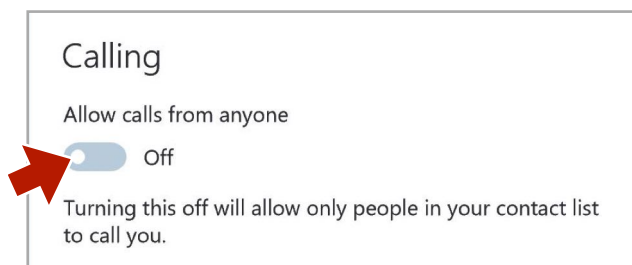 Calling
Allow calls from anyone
Off
Turning this off will allow only people in your contact list
to call you.